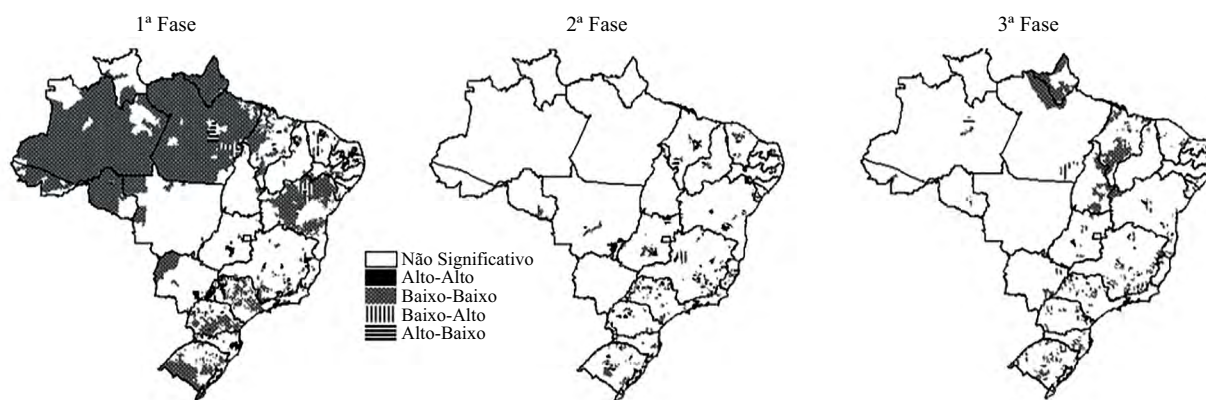 1ª Fase
2ª Fase
3ª Fase
Não Significativo
Alto-Alto
Baixo-Baixo
Baixo-Alto
Alto-Baixo